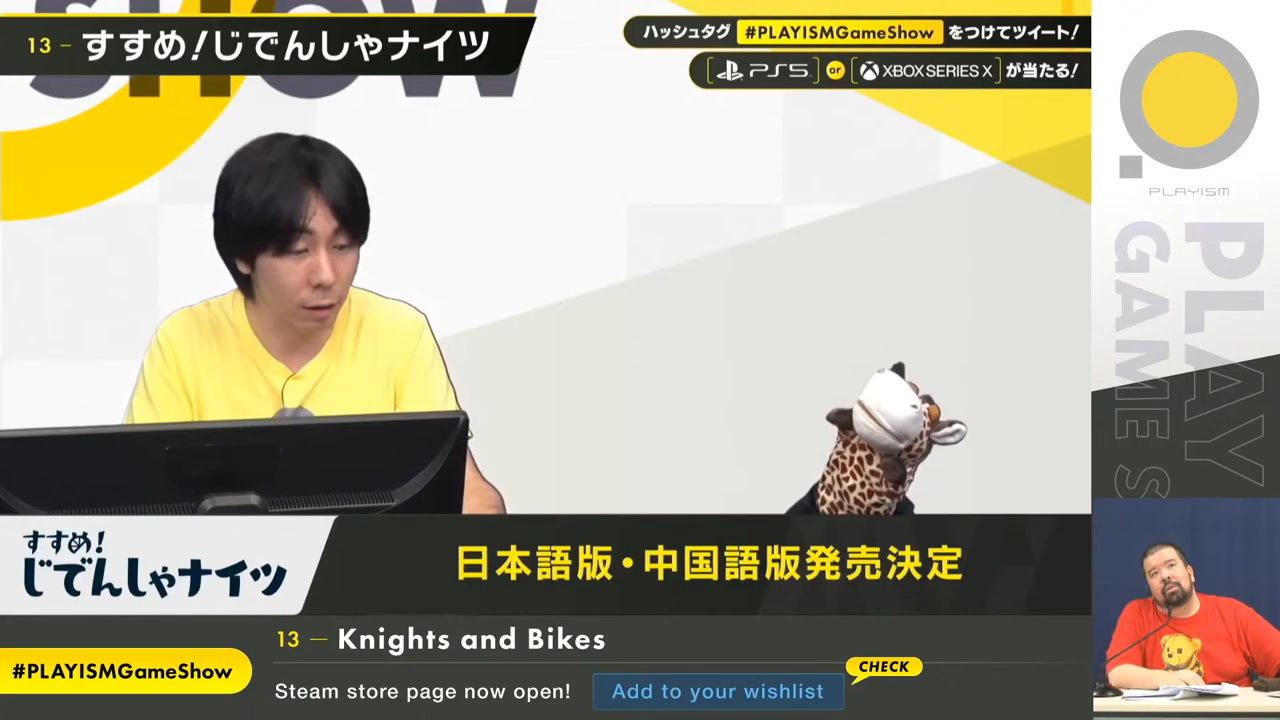 SHOW
13 – すすめ!じでんしゃナイツ
ハッシュタグ #PLAYISMGameShow をつけてツイート!
PS5 or XBOX SERIES X が当たる!
PLAYISM
PLAY
GAME S
すすめ!
じでんしゃナイツ
日本語版・中国語版発売決定
13 — Knights and Bikes
#PLAYISMGameShow
Steam store page now open! Add to your wishlist CHECK